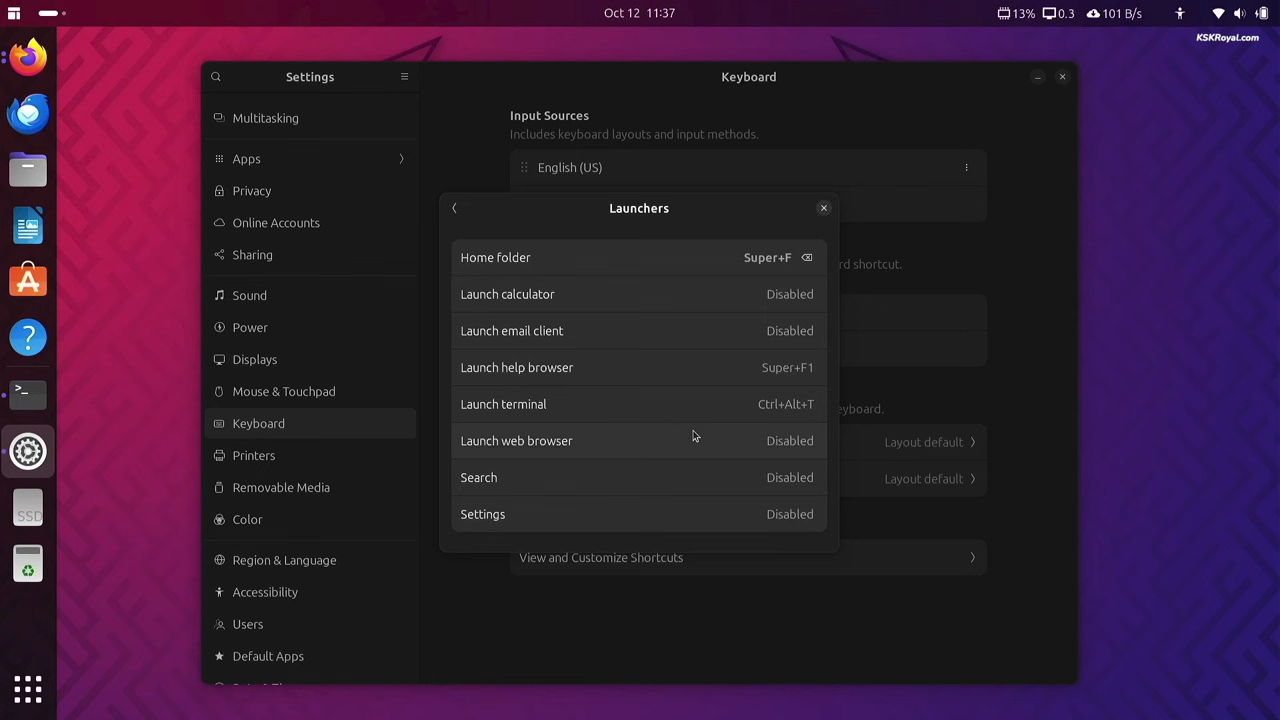 Oct 12 11:37
13% 0.3 101 B/s
KSKRoyal.com
Settings
Keyboard
Multitasking
Apps
Privacy
Online Accounts
Sharing
Sound
Power
Displays
Mouse & Touchpad
Keyboard
Printers
Removable Media
Color
Region & Language
Accessibility
Users
Default Apps
Input Sources
Includes keyboard layouts and input methods.
English (US)
rd shortcut.
eyboard.
Layout default
Layout default
View and Customize Shortcuts
Launchers
Home folder Super+F
Launch calculator Disabled
Launch email client Disabled
Launch help browser Super+F1
Launch terminal Ctrl+Alt+T
Launch web browser Disabled
Search Disabled
Settings Disabled
SSD
>_
?